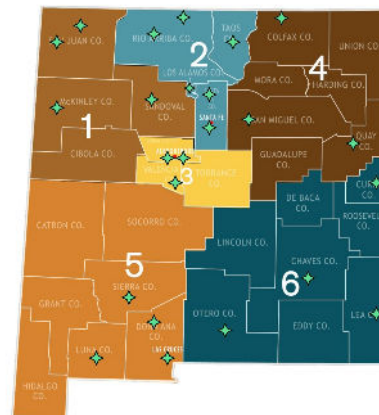 SAN JUAN CO.
RIO ARRIBA CO.
TAOS
COLFAX CO.
UNION CO.
2
LOS ALAMOS CO.
MORA CO.
4
HARDING CO.
McKINLEY CO.
SANDOVAL CO.
SANTA FE
SAN MIGUEL CO.
QUAY CO.
1
CIBOLA CO.
GUADALUPE CO.
VALENCIA
3
TORRANCE CO.
DE BACA CO.
ROOSEVELT CO.
CATRON CO.
SOCORRO CO.
LINCOLN CO.
CHAVES CO.
5
6
SIERRA CO.
GRANT CO.
OTERO CO.
LEA CO.
DONA ANA CO.
EDDY CO.
LUNA CO.
LAS CRUCES
HIDALGO CO.